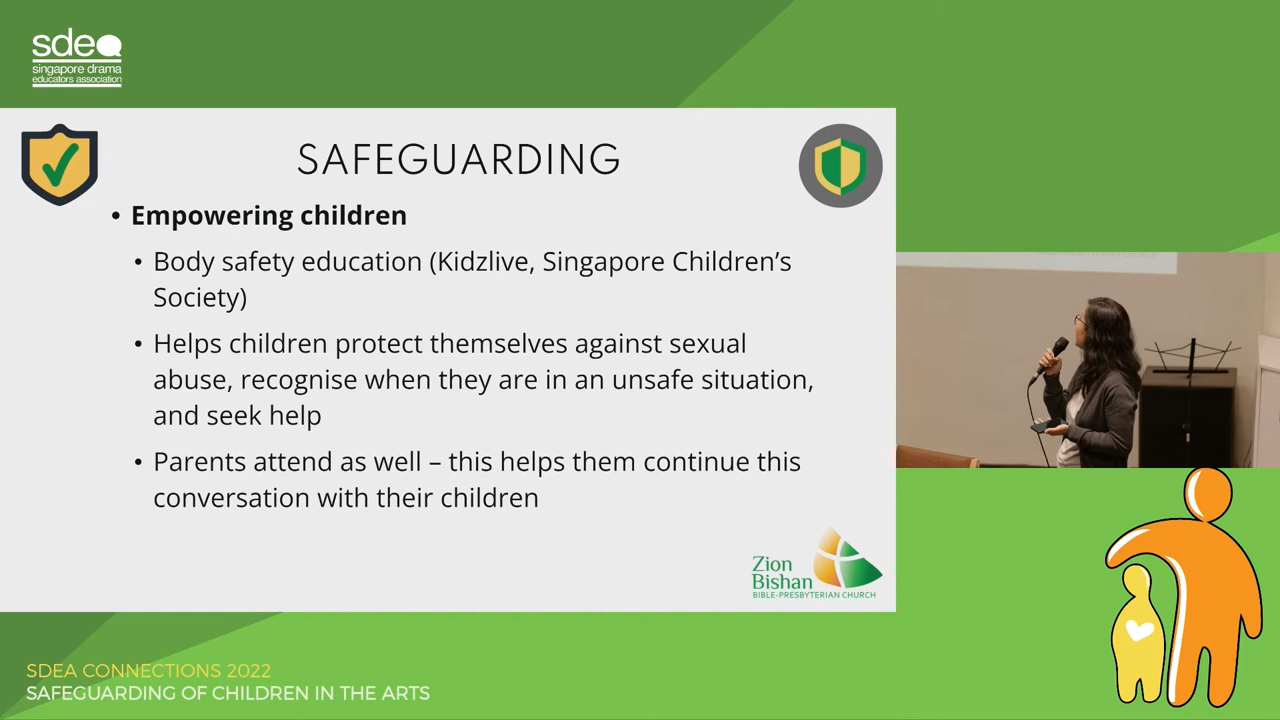 sdea
singapore drama
educators association
SAFEGUARDING
• Empowering children
• Body safety education (Kidzlive, Singapore Children's
Society)
• Helps children protect themselves against sexual
abuse, recognise when they are in an unsafe situation,
and seek help
• Parents attend as well – this helps them continue this
conversation with their children
Zion
Bishan
BIBLE-PRESBYTERIAN CHURCH
SDEA CONNECTIONS 2022
SAFEGUARDING OF CHILDREN IN THE ARTS